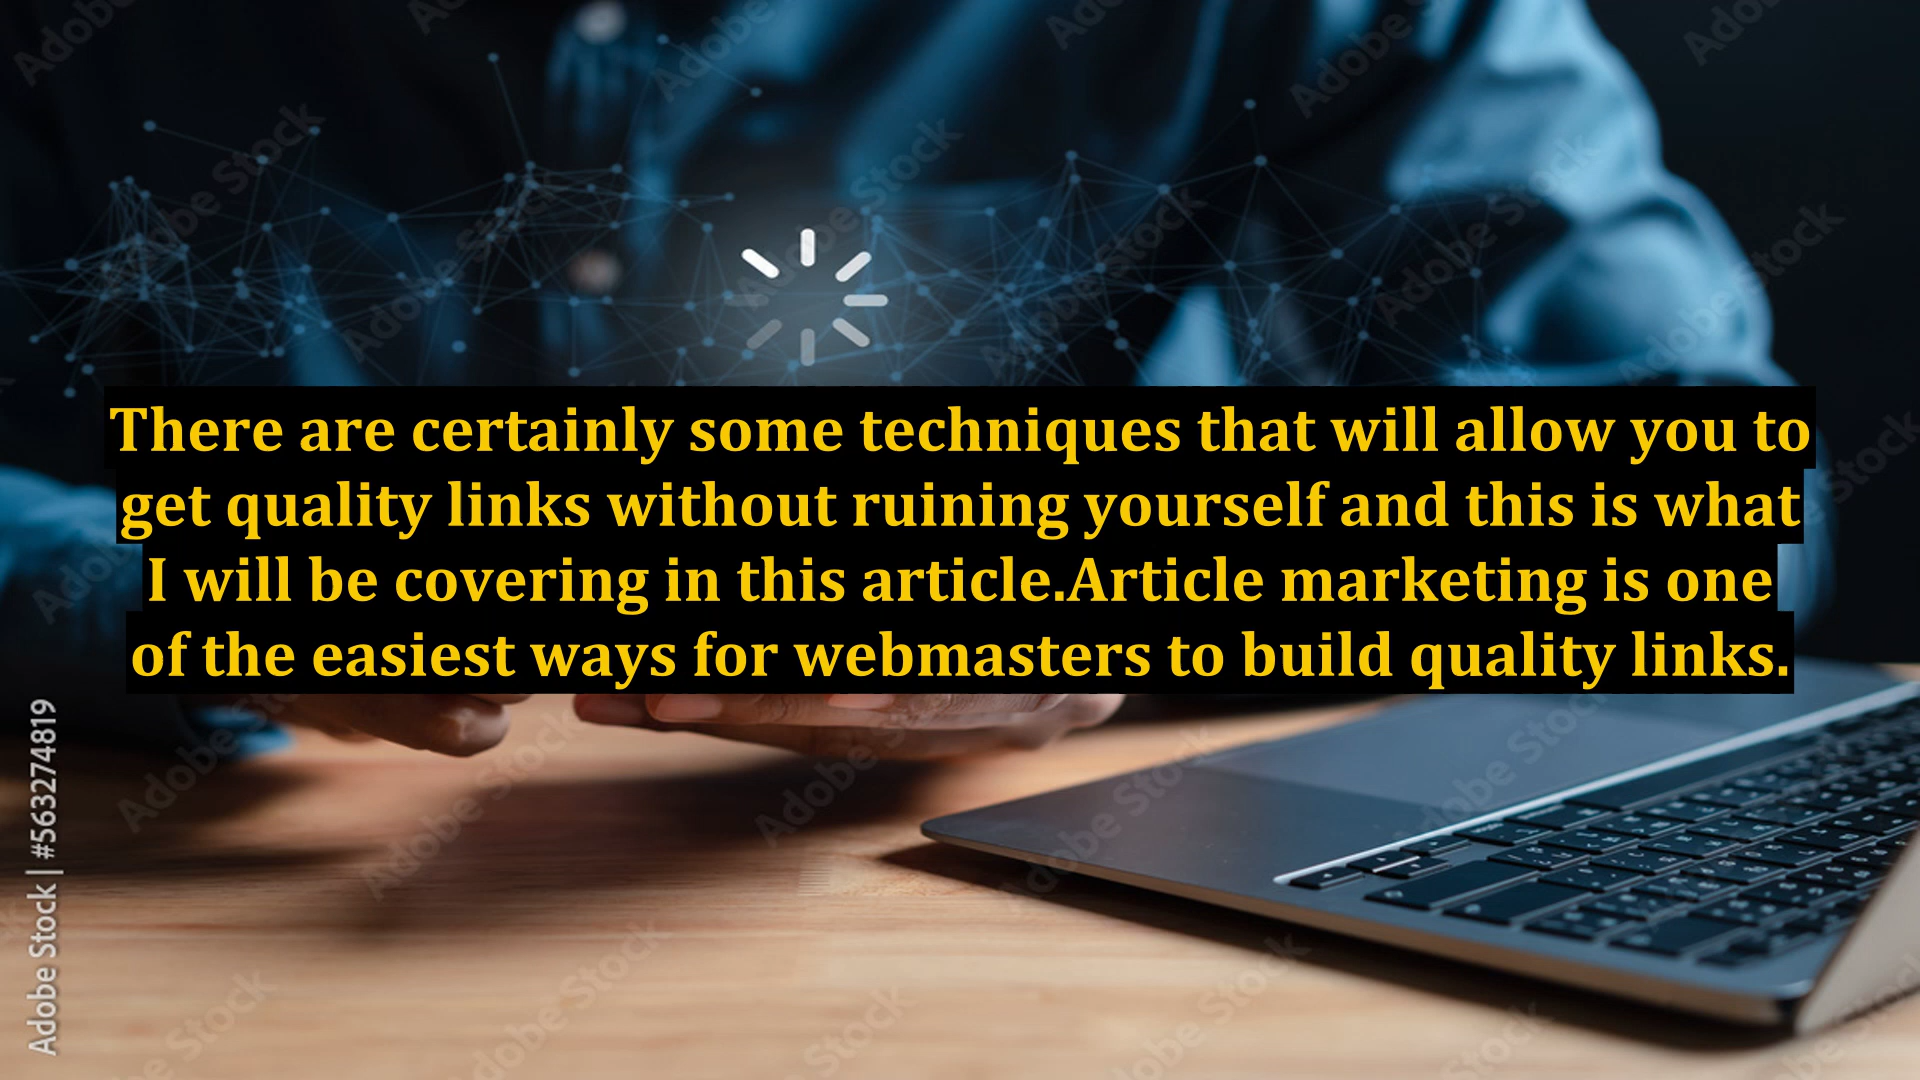 There are certainly some techniques that will allow you to
get quality links without ruining yourself and this is what
I will be covering in this article.Article marketing is one
of the easiest ways for webmasters to build quality links.
Adobe Stock | #563274819
Adobe Stock